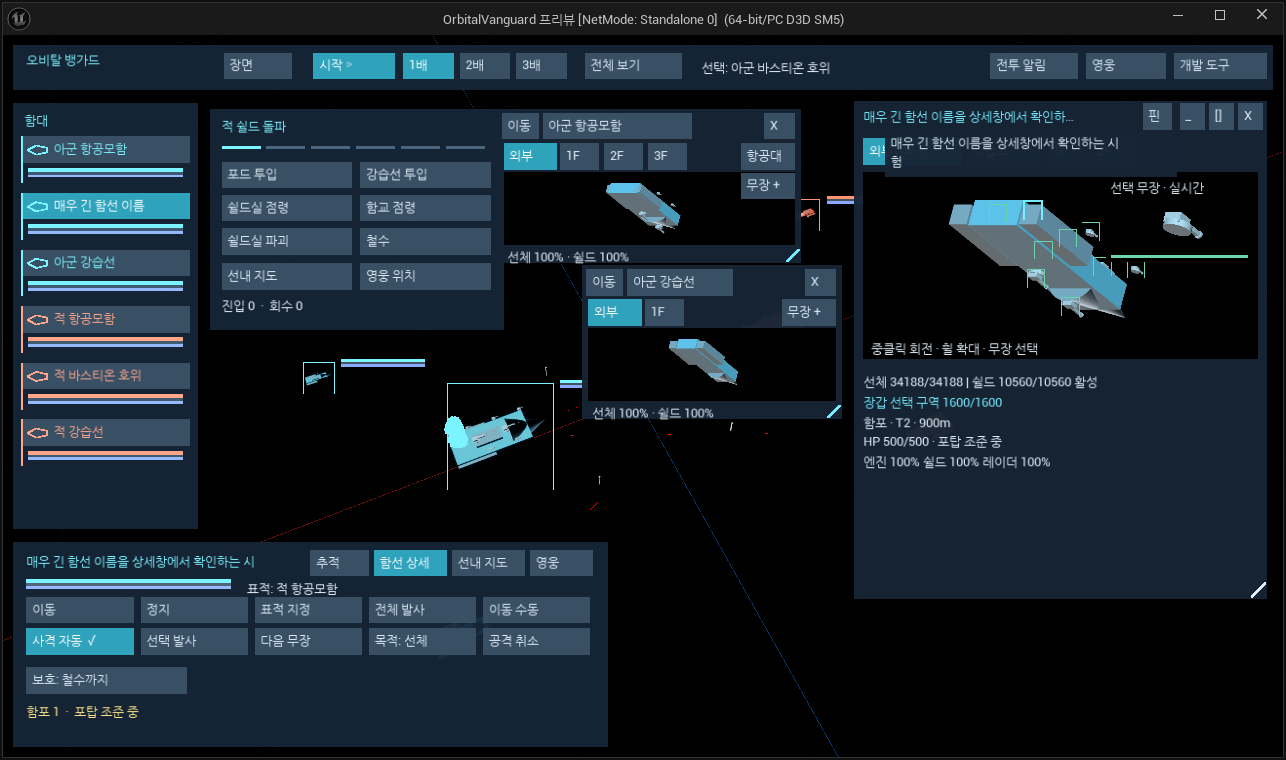 OrbitalVanguard 프리뷰 [NetMode: Standalone 0] (64-bit/PC D3D SM5)
오비탈 뱅가드
장면
시작 >
1배
2배
3배
전체 보기
선택: 아군 바스티온 호위
전투 알림
영웅
개발 도구
함대
아군 항공모함
매우 긴 함선 이름
아군 강습선
적 항공모함
적 바스티온 호위
적 강습선
적 쉴드 돌파
포드 투입
강습선 투입
쉴드실 점령
함교 점령
쉴드실 파괴
철수
선내 지도
영웅 위치
진입 0 · 회수 0
이동
아군 항공모함
X
외부
1F
2F
3F
항공대
무장 +
선체 100% · 쉴드 100%
이동
아군 강습선
X
외부
1F
무장 +
선체 100% · 쉴드 100%
매우 긴 함선 이름을 상세창에서 확인하...
핀
_
[]
X
매우 긴 함선 이름을 상세창에서 확인하는 시
험
선택 무장 · 실시간
중클릭 회전 · 휠 확대 · 무장 선택
선체 34188/34188 | 쉴드 10560/10560 활성
장갑 선택 구역 1600/1600
함포 · T2 · 900m
HP 500/500 · 포탑 조준 중
엔진 100% 쉴드 100% 레이더 100%
매우 긴 함선 이름을 상세창에서 확인하는 시
추적
함선 상세
선내 지도
영웅
표적: 적 항공모함
이동
정지
표적 지정
전체 발사
이동 수동
사격 자동 √
선택 발사
다음 무장
목적: 선체
공격 취소
보호: 철수까지
함포 1 · 포탑 조준 중